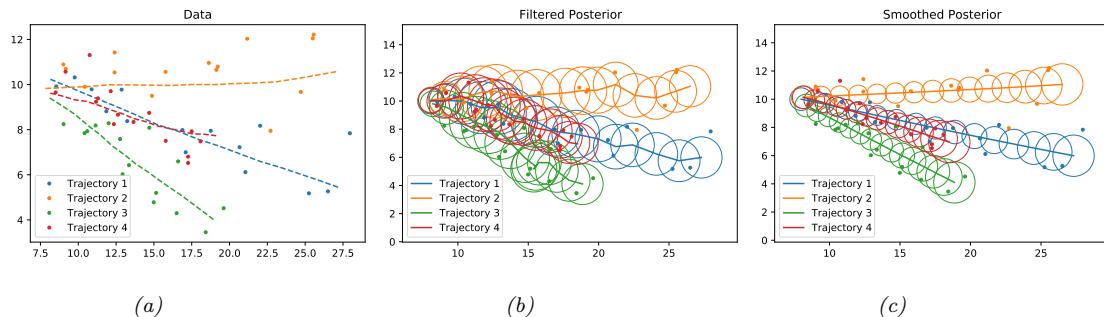 Data
12
10
8
6
4
Trajectory 1
Trajectory 2
Trajectory 3
Trajectory 4
7.5 10.0 12.5 15.0 17.5 20.0 22.5 25.0 27.5
(a)
Filtered Posterior
14
12
10
8
6
4
2
0
Trajectory 1
Trajectory 2
Trajectory 3
Trajectory 4
10 15 20 25
(b)
Smoothed Posterior
14
12
10
8
6
4
2
0
Trajectory 1
Trajectory 2
Trajectory 3
Trajectory 4
10 15 20 25
(c)